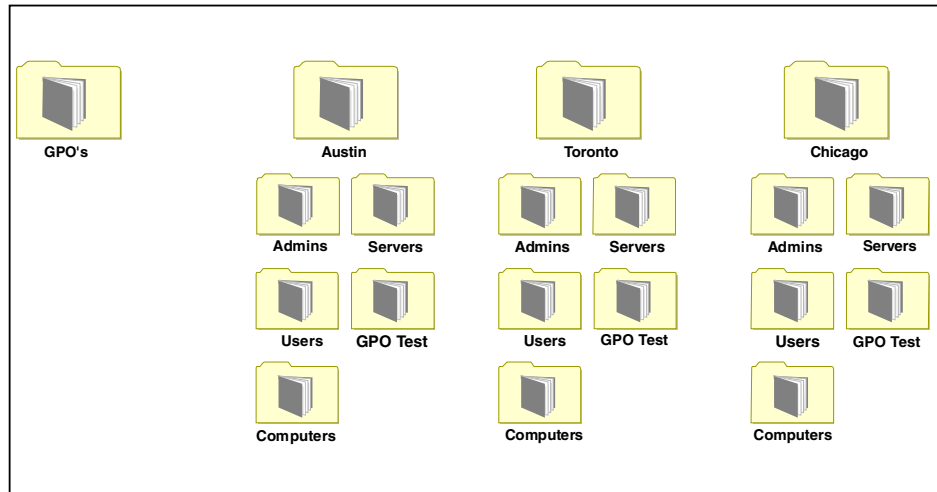 GPO's
Austin
Toronto
Chicago
Admins
Servers
Admins
Servers
Admins
Servers
Users
GPO Test
Users
GPO Test
Users
GPO Test
Computers
Computers
Computers